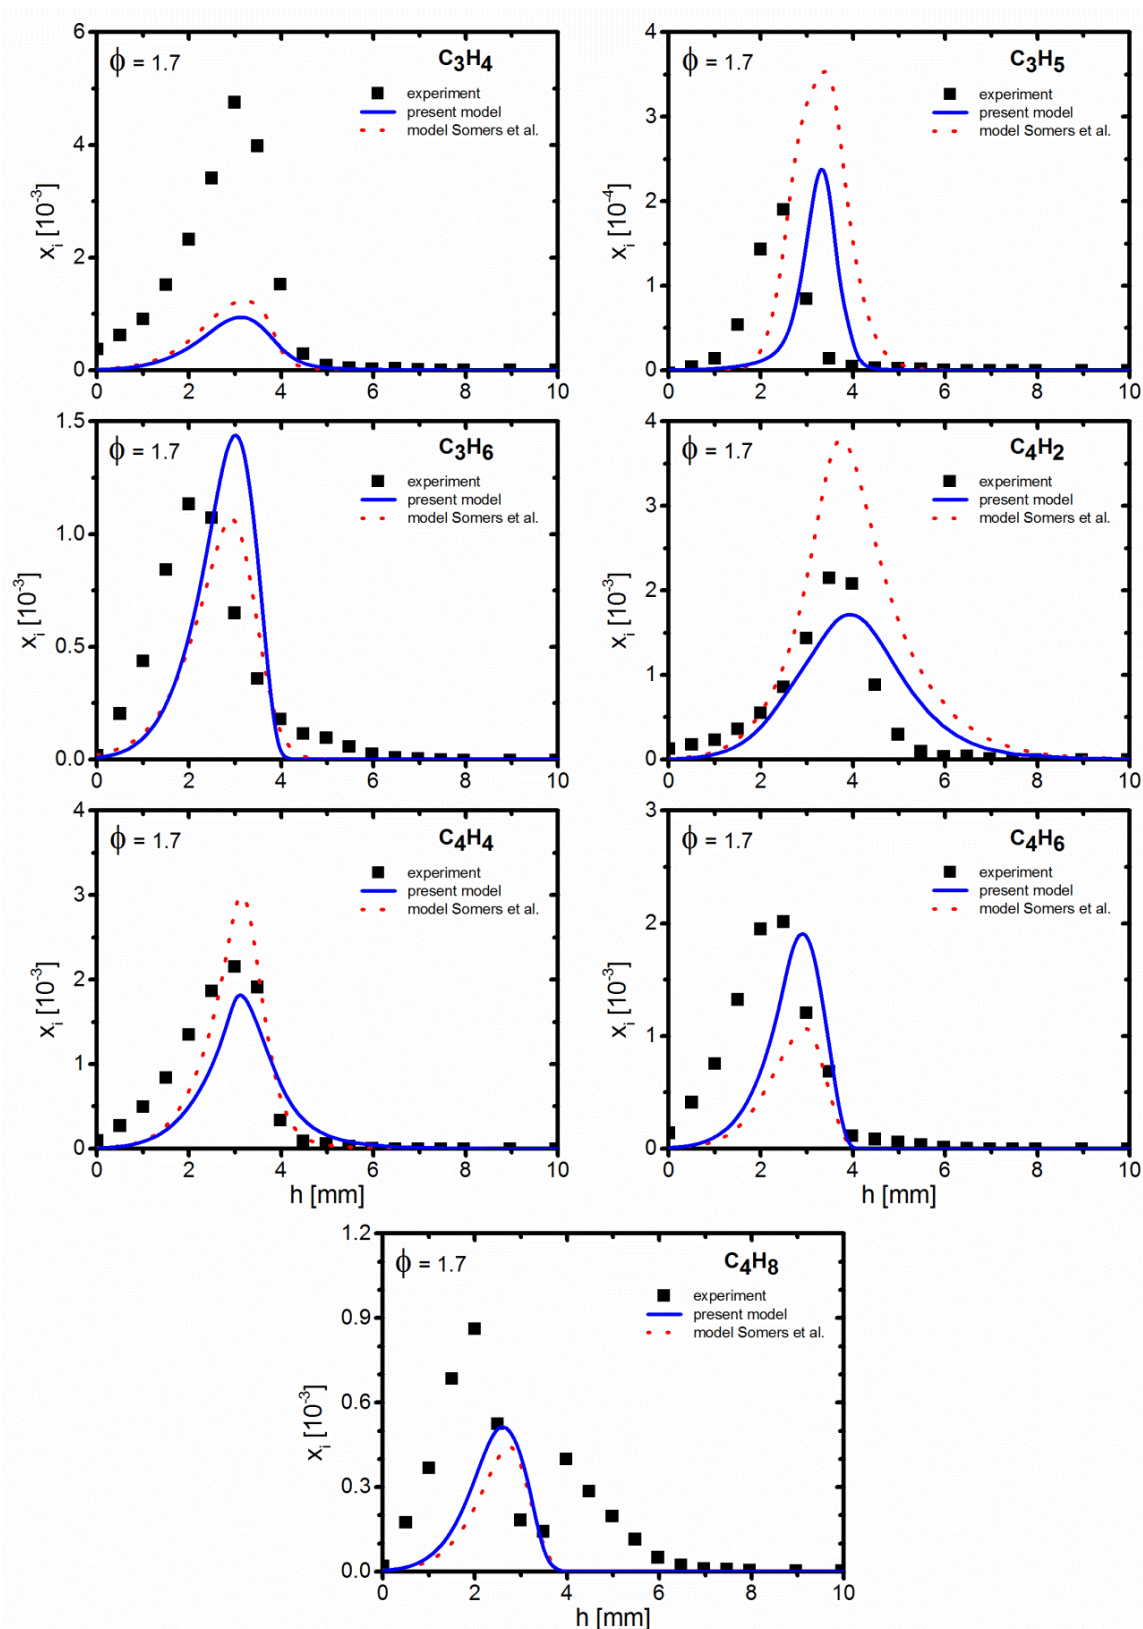 ϕ = 1.7
C3H4
experiment
present model
model Somers et al.
xi [10-3]
6
4
2
0
0 2 4 6 8 10
ϕ = 1.7
C3H5
experiment
present model
model Somers et al.
xi [10-4]
4
3
2
1
0
0 2 4 6 8 10
ϕ = 1.7
C3H6
experiment
present model
model Somers et al.
xi [10-3]
1.5
1.0
0.5
0.0
0 2 4 6 8 10
ϕ = 1.7
C4H2
experiment
present model
model Somers et al.
xi [10-3]
4
3
2
1
0
0 2 4 6 8 10
ϕ = 1.7
C4H4
experiment
present model
model Somers et al.
xi [10-3]
4
3
2
1
0
0 2 4 6 8 10
h [mm]
ϕ = 1.7
C4H6
experiment
present model
model Somers et al.
xi [10-3]
3
2
1
0
0 2 4 6 8 10
h [mm]
ϕ = 1.7
C4H8
experiment
present model
model Somers et al.
xi [10-3]
1.2
0.9
0.6
0.3
0.0
0 2 4 6 8 10
h [mm]